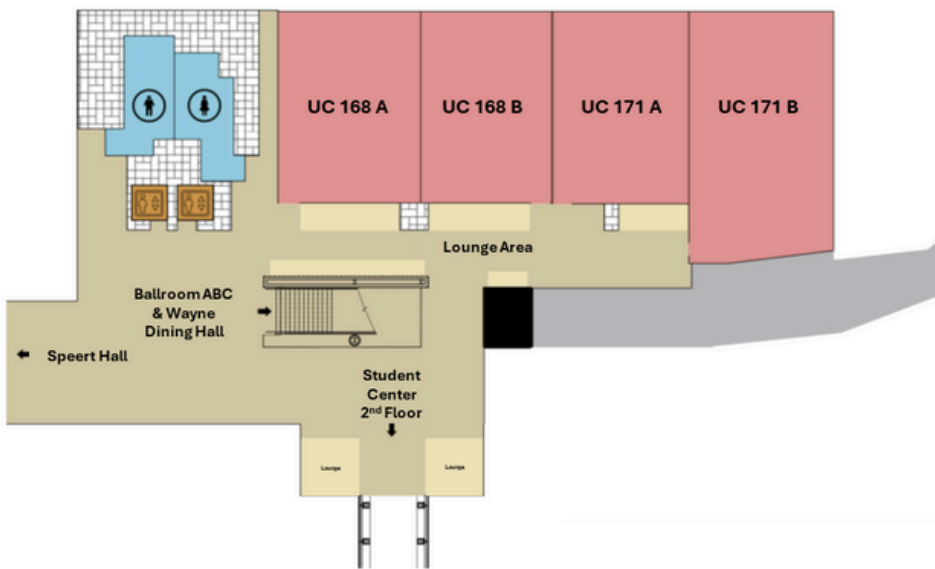 UC 168 A
UC 168 B
UC 171 A
UC 171 B
Lounge Area
Ballroom ABC
& Wayne
Dining Hall
Speert Hall
Student
Center
2nd Floor
Lounge
Lounge